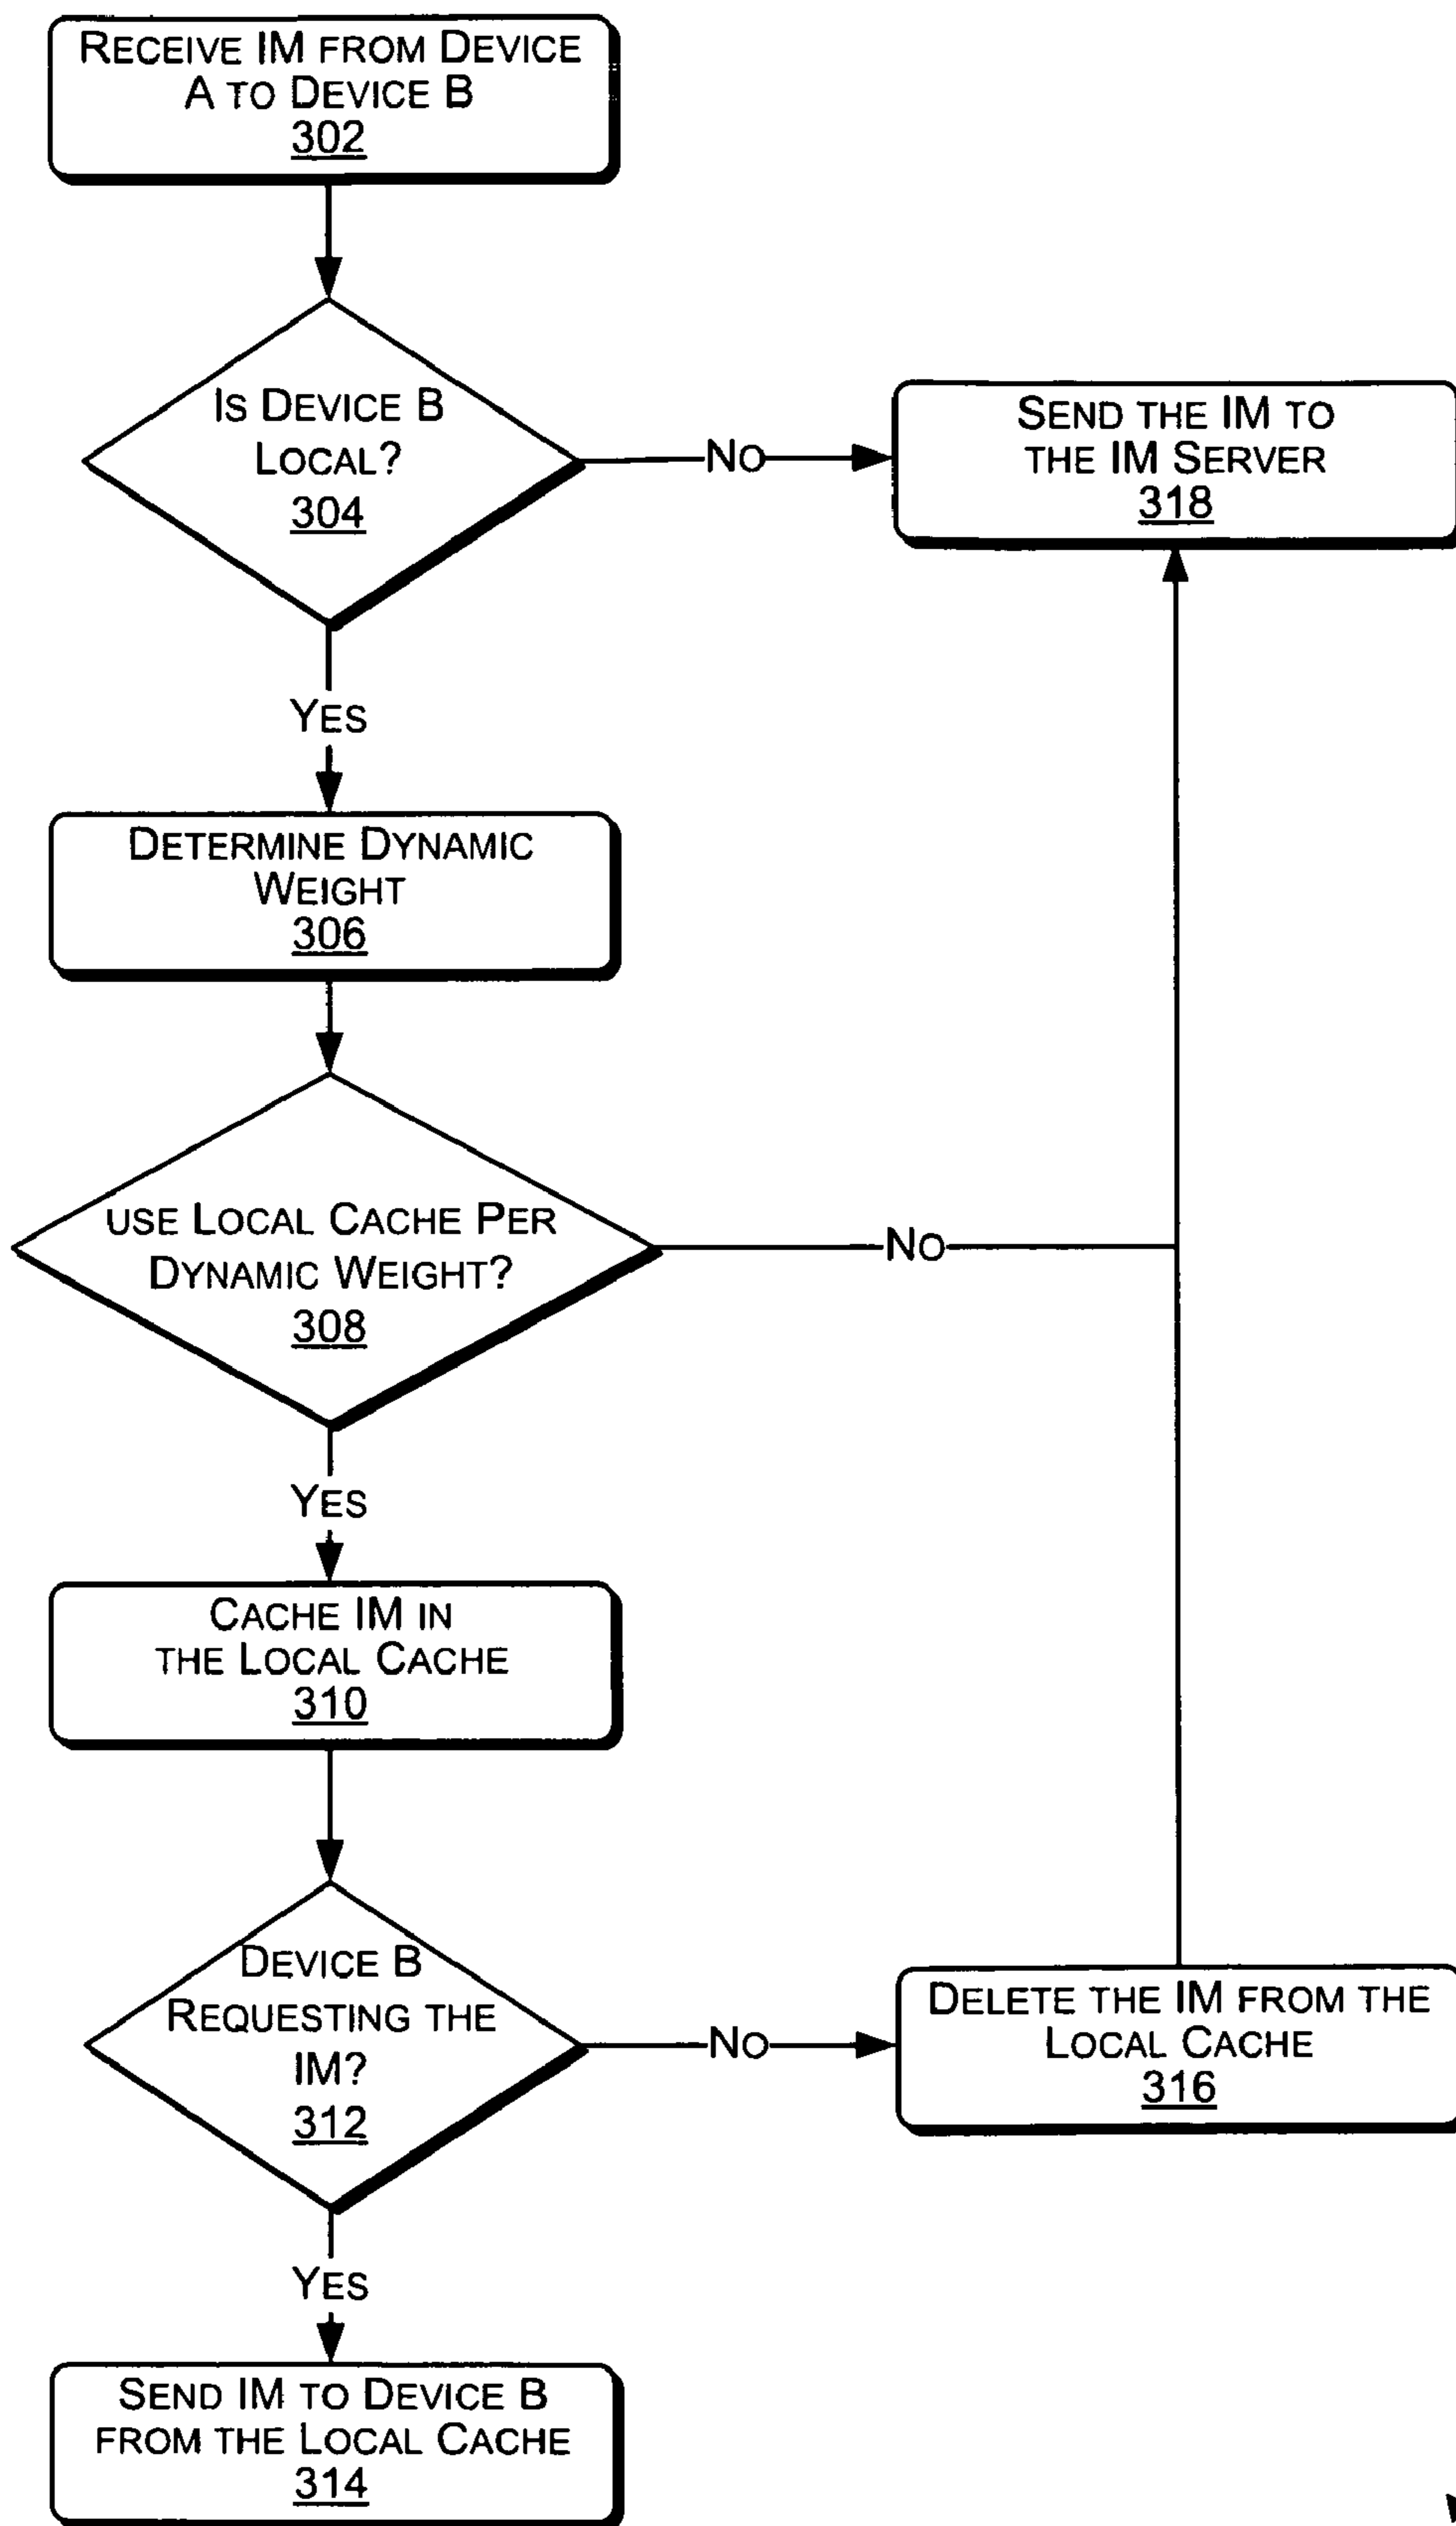 RECEIVE IM FROM DEVICE
A TO DEVICE B
302
IS DEVICE B
LOCAL?
304
NO
SEND THE IM TO
THE IM SERVER
318
YES
DETERMINE DYNAMIC
WEIGHT
306
USE LOCAL CACHE PER
DYNAMIC WEIGHT?
308
NO
YES
CACHE IM IN
THE LOCAL CACHE
310
DEVICE B
REQUESTING THE
IM?
312
NO
DELETE THE IM FROM THE
LOCAL CACHE
316
YES
SEND IM TO DEVICE B
FROM THE LOCAL CACHE
314